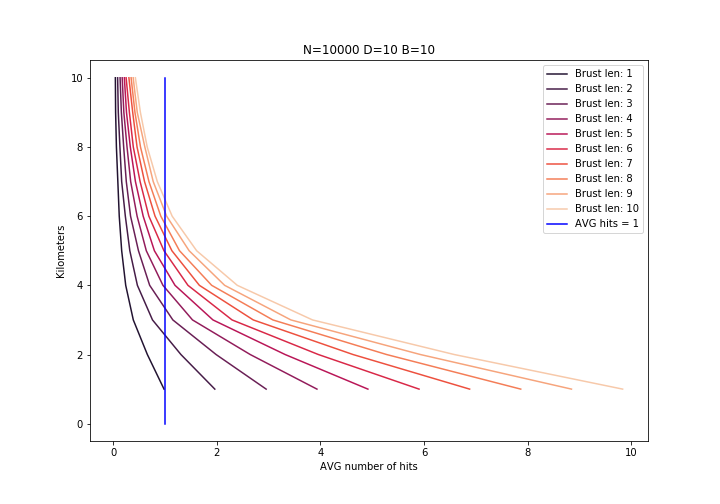 N=10000 D=10 B=10
Brust len: 1
Brust len: 2
Brust len: 3
Brust len: 4
Brust len: 5
Brust len: 6
Brust len: 7
Brust len: 8
Brust len: 9
Brust len: 10
AVG hits = 1
Kilometers
10
8
6
4
2
0
0 2 4 6 8 10
AVG number of hits